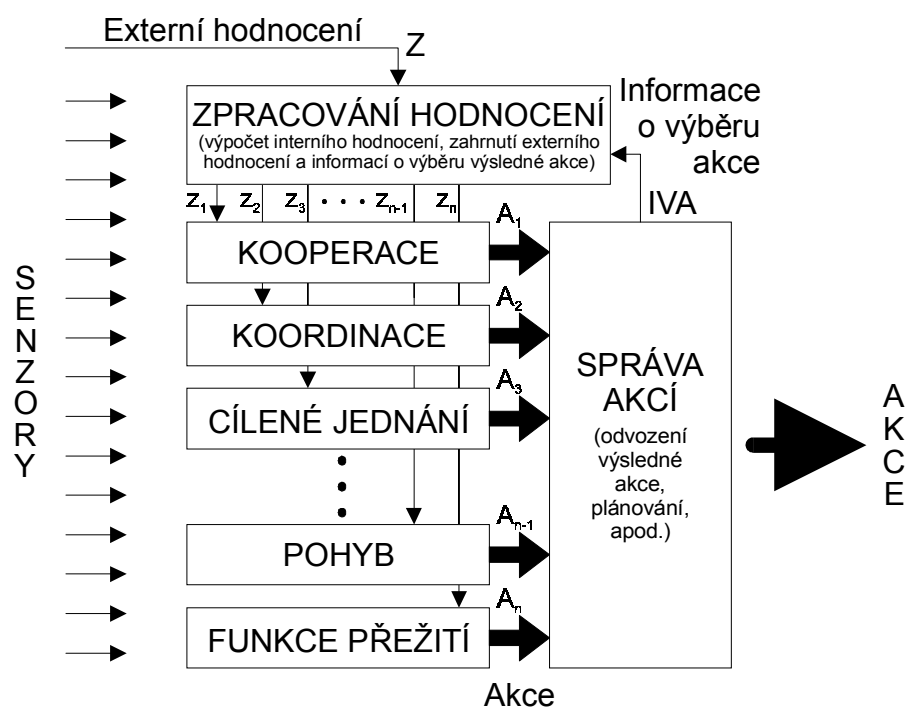 Externí hodnocení
Z
ZPRACOVÁNÍ HODNOCENÍ
(výpočet interního hodnocení, zahrnutí externího
hodnocení a informací o výběru výsledné akce)
Informace
o výběru
akce
IVA
z1 z2 z3 · · · zn-1 zn
SENZORY
KOOPERACE
A1
KOORDINACE
A2
CÍLENÉ JEDNÁNÍ
A3
POHYB
An-1
FUNKCE PŘEŽITÍ
An
Akce
SPRÁVA
AKCÍ
(odvození
výsledné
akce,
plánování,
apod.)
AKCE